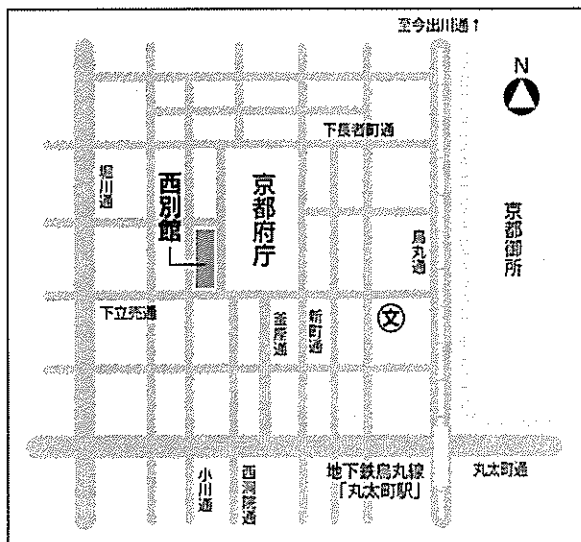 至今出川通↑
N
下長者町通
堀川通
西別館
京都府庁
烏丸通
京都御所
下立売通
釜座通
新町通
文
小川通
西洞院通
地下鉄烏丸線
「丸太町駅」
丸太町通